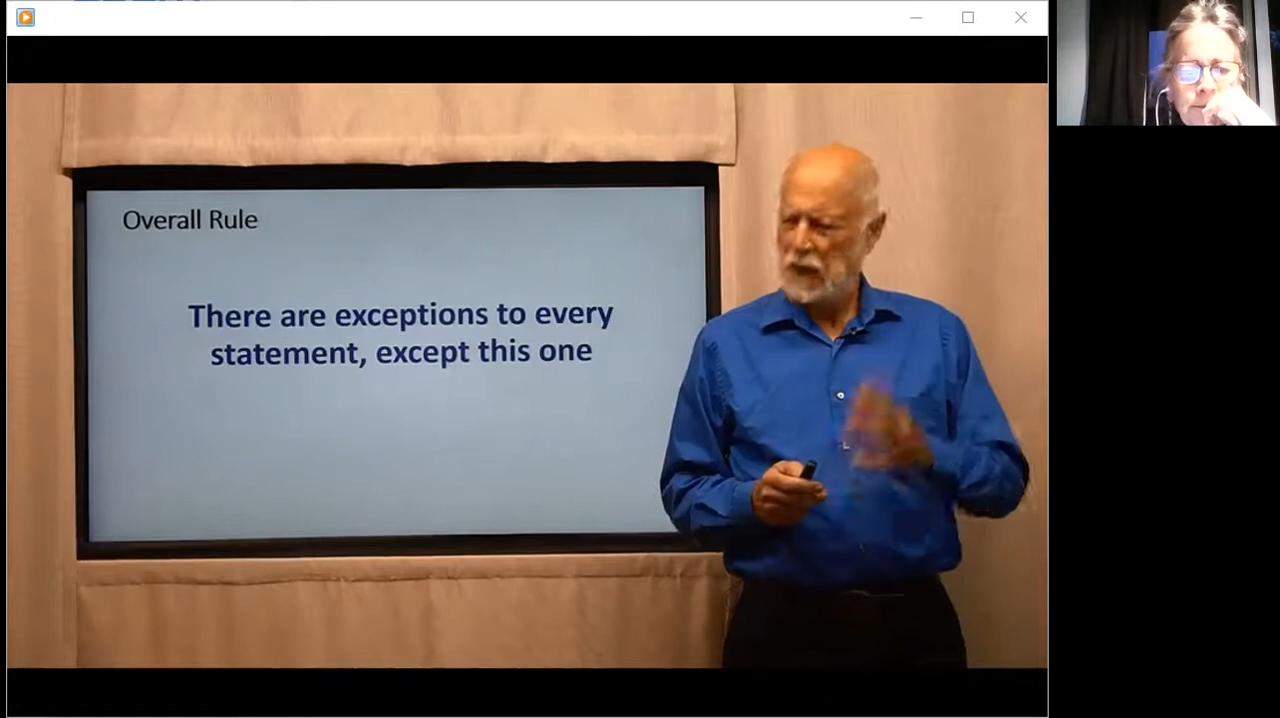 Overall Rule
There are exceptions to every
statement, except this one